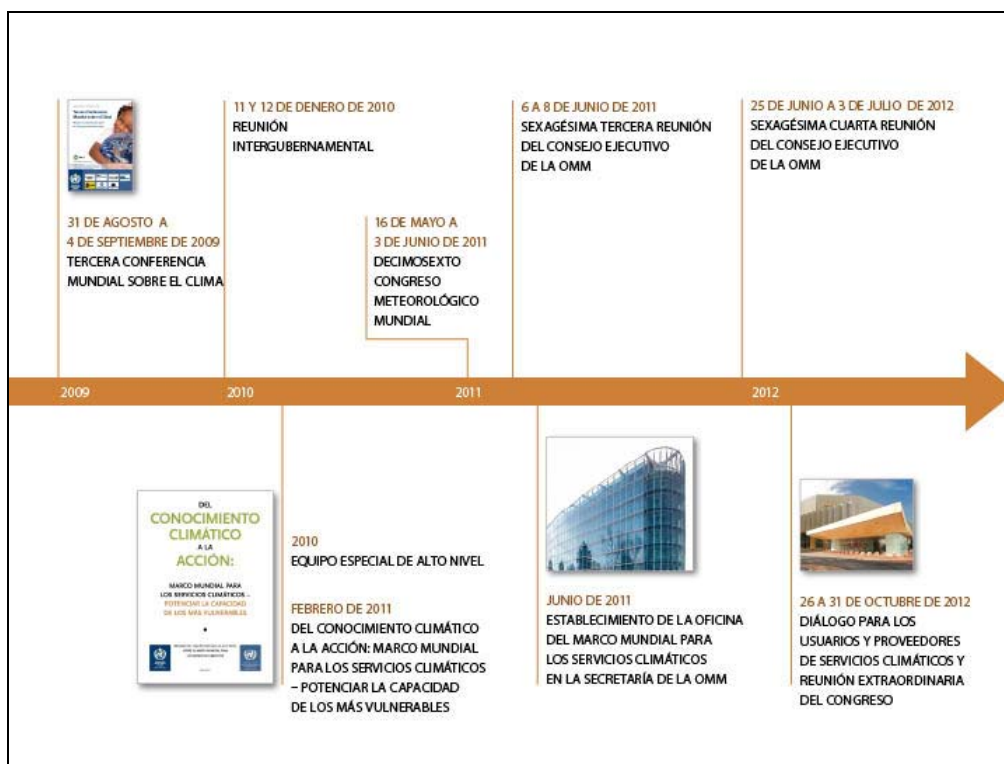 31 DE AGOSTO A
4 DE SEPTIEMBRE DE 2009
TERCERA CONFERENCIA
MUNDIAL SOBRE EL CLIMA
11 Y 12 DE DENERO DE 2010
REUNIÓN
INTERGUBERNAMENTAL
16 DE MAYO A
3 DE JUNIO DE 2011
DECIMOSEXTO
CONGRESO
METEOROLÓGICO
MUNDIAL
6 A 8 DE JUNIO DE 2011
SEXAGÉSIMA TERCERA REUNIÓN
DEL CONSEJO EJECUTIVO
DE LA OMM
25 DE JUNIO A 3 DE JULIO DE 2012
SEXAGÉSIMA CUARTA REUNIÓN
DEL CONSEJO EJECUTIVO
DE LA OMM
2009
2010
2011
2012
DEL
CONOCIMIENTO
CLIMÁTICO
A LA
ACCIÓN:
MARCO MUNDIAL PARA
LOS SERVICIOS CLIMÁTICOS –
POTENCIAR LA CAPACIDAD
DE LOS MÁS VULNERABLES
2010
EQUIPO ESPECIAL DE ALTO NIVEL
FEBRERO DE 2011
DEL CONOCIMIENTO CLIMÁTICO
A LA ACCIÓN: MARCO MUNDIAL
PARA LOS SERVICIOS CLIMÁTICOS
– POTENCIAR LA CAPACIDAD
DE LOS MÁS VULNERABLES
JUNIO DE 2011
ESTABLECIMIENTO DE LA OFICINA
DEL MARCO MUNDIAL PARA
LOS SERVICIOS CLIMÁTICOS
EN LA SECRETARÍA DE LA OMM
26 A 31 DE OCTUBRE DE 2012
DIÁLOGO PARA LOS
USUARIOS Y PROVEEDORES
DE SERVICIOS CLIMÁTICOS Y
REUNIÓN EXTRAORDINARIA
DEL CONGRESO